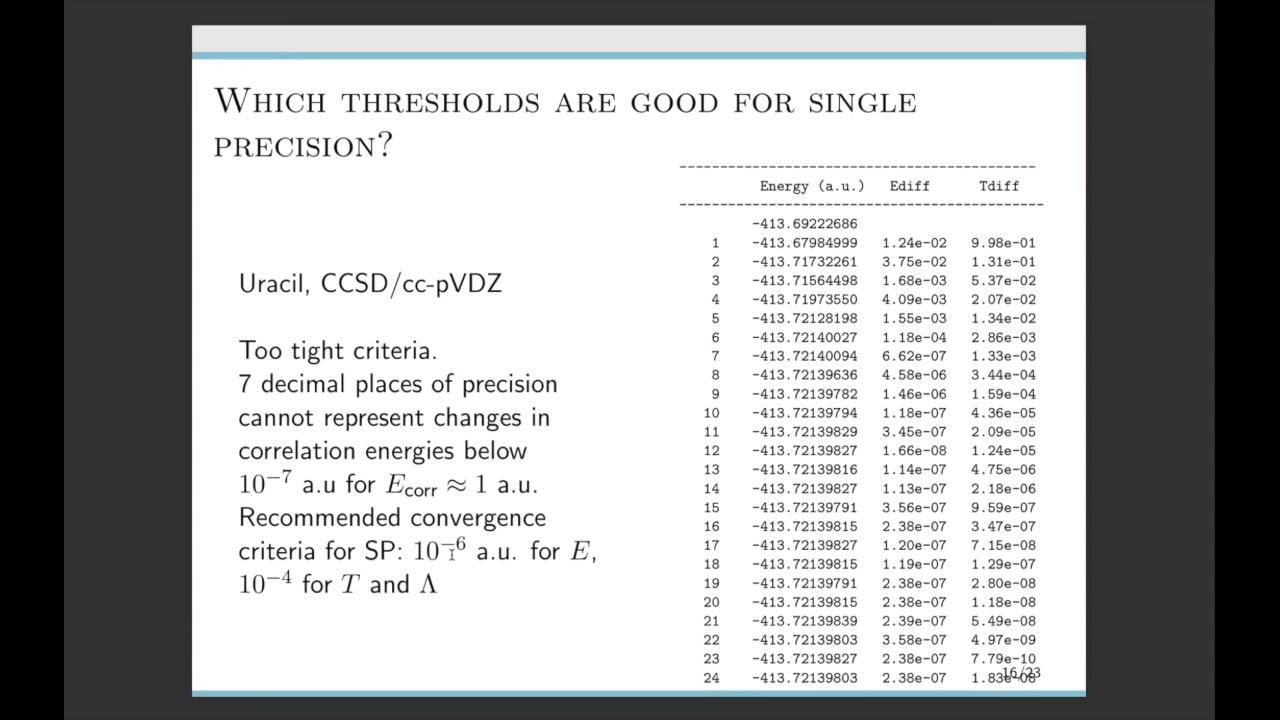 Which thresholds are good for single
precision?
Uracil, CCSD/cc-pVDZ
Too tight criteria.
7 decimal places of precision
cannot represent changes in
correlation energies below
10⁻⁷ a.u for E_corr ≈ 1 a.u.
Recommended convergence
criteria for SP: 10⁻⁶ a.u. for E,
10⁻⁴ for T and Λ
--------------------------------------------
Energy (a.u.) Ediff Tdiff
---------------------------------------------
-413.69222686
1 -413.67984999 1.24e-02 9.98e-01
2 -413.71732261 3.75e-02 1.31e-01
3 -413.71564498 1.68e-03 5.37e-02
4 -413.71973550 4.09e-03 2.07e-02
5 -413.72128198 1.55e-03 1.34e-02
6 -413.72140027 1.18e-04 2.86e-03
7 -413.72140094 6.62e-07 1.33e-03
8 -413.72139636 4.58e-06 3.44e-04
9 -413.72139782 1.46e-06 1.59e-04
10 -413.72139794 1.18e-07 4.36e-05
11 -413.72139829 3.45e-07 2.09e-05
12 -413.72139827 1.66e-08 1.24e-05
13 -413.72139816 1.14e-07 4.75e-06
14 -413.72139827 1.13e-07 2.18e-06
15 -413.72139791 3.56e-07 9.59e-07
16 -413.72139815 2.38e-07 3.47e-07
17 -413.72139827 1.20e-07 7.15e-08
18 -413.72139815 1.19e-07 1.29e-07
19 -413.72139791 2.38e-07 2.80e-08
20 -413.72139815 2.38e-07 1.18e-08
21 -413.72139839 2.39e-07 5.49e-08
22 -413.72139803 3.58e-07 4.97e-09
23 -413.72139827 2.38e-07 7.79e-10
24 -413.72139803 2.38e-07 1.83e-08
16/23